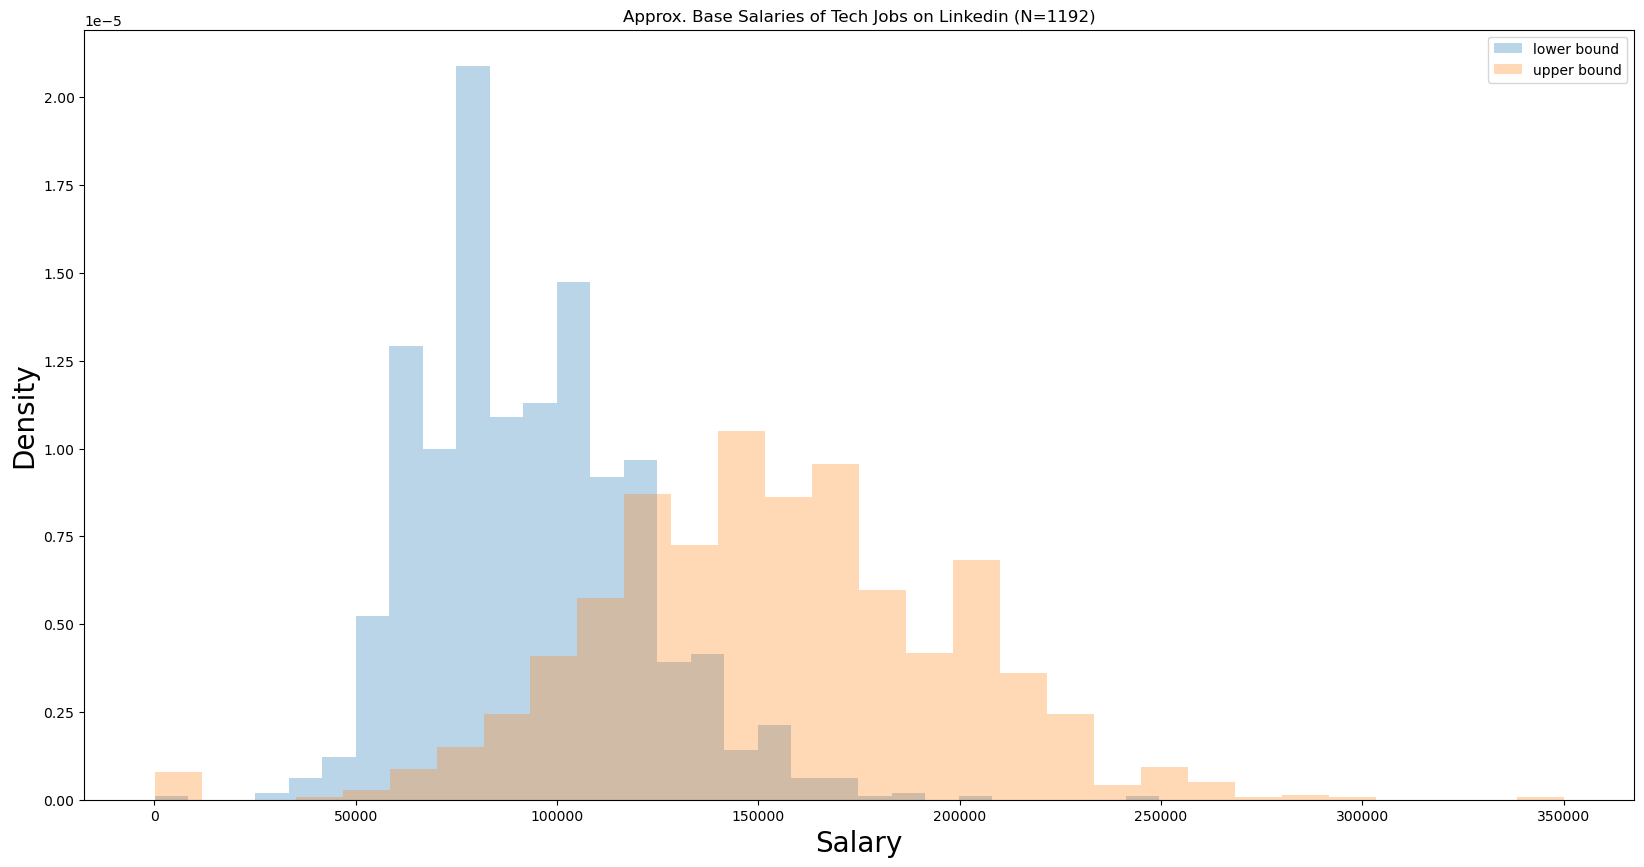 Approx. Base Salaries of Tech Jobs on Linkedin (N=1192)
1e−5
lower bound
upper bound
2.00
1.75
1.50
1.25
1.00
0.75
0.50
0.25
0.00
Density
0 50000 100000 150000 200000 250000 300000 350000
Salary